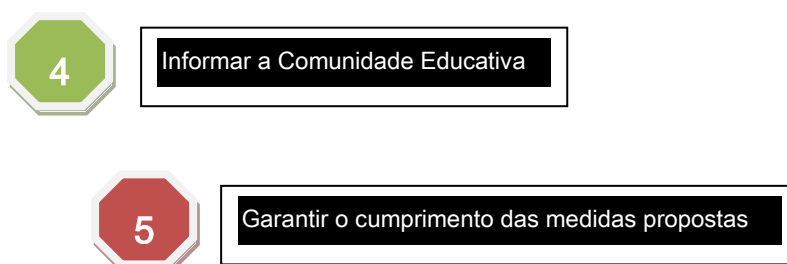 4
Informar a Comunidade Educativa
5
Garantir o cumprimento das medidas propostas